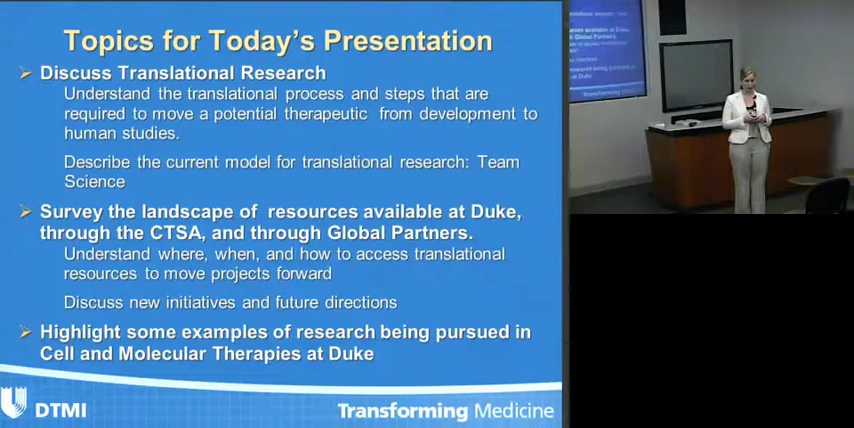 Topics for Today's Presentation
Discuss Translational Research
Understand the translational process and steps that are
required to move a potential therapeutic from development to
human studies.
Describe the current model for translational research: Team
Science
Survey the landscape of resources available at Duke,
through the CTSA, and through Global Partners.
Understand where, when, and how to access translational
resources to move projects forward
Discuss new initiatives and future directions
Highlight some examples of research being pursued in
Cell and Molecular Therapies at Duke
DTMI
Transforming Medicine